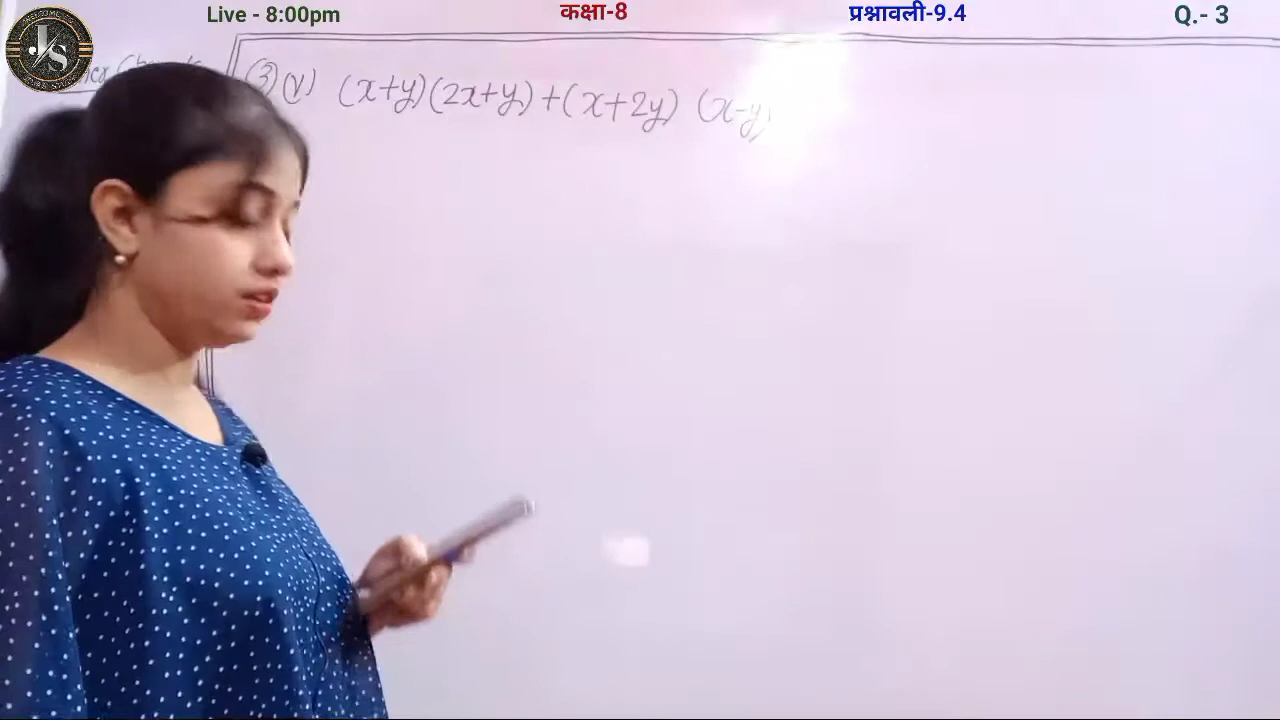 Live - 8:00pm कक्षा-8 प्रश्नावली-9.4 Q.- 3
J/S
(3) (v) (x+y)(2x+y)+(x+2y) (x-y)